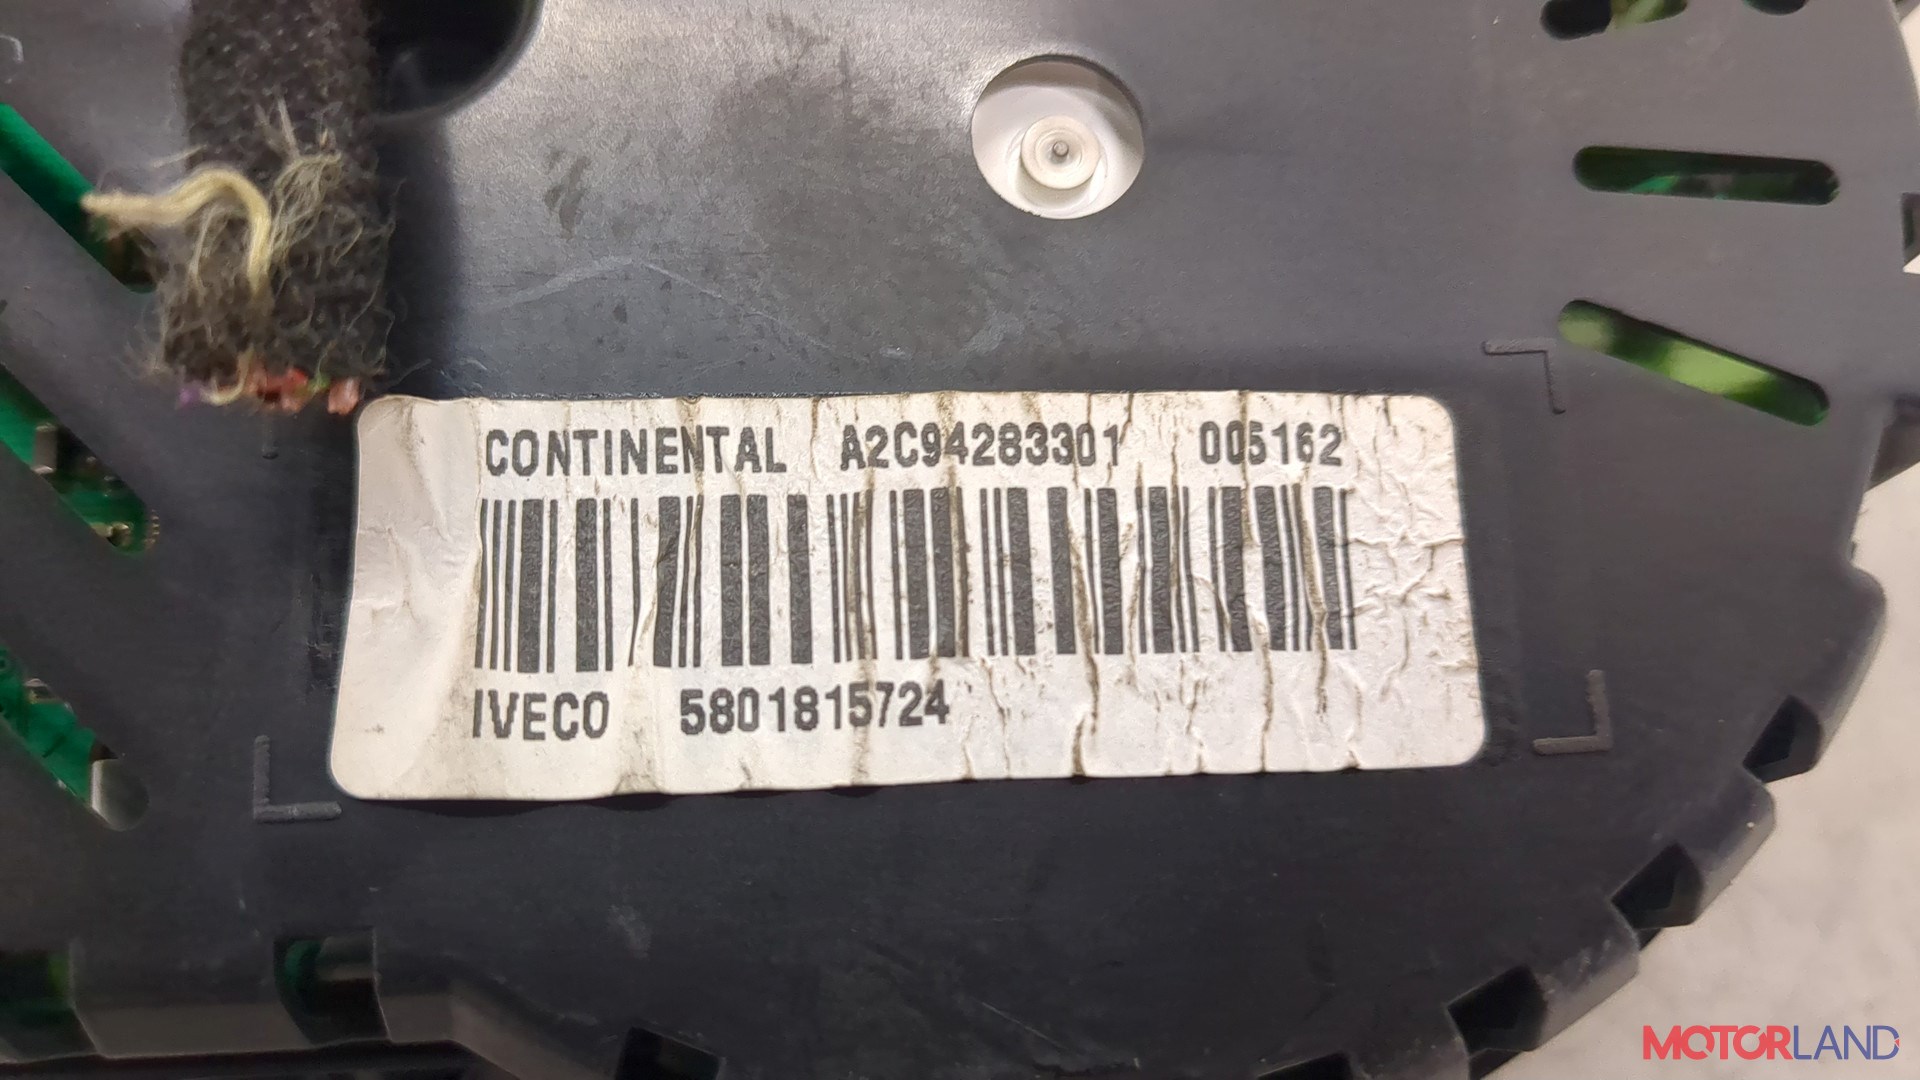 CONTINENTAL A2C94283301 005162
IVECO 5801815724
MOTORLAND